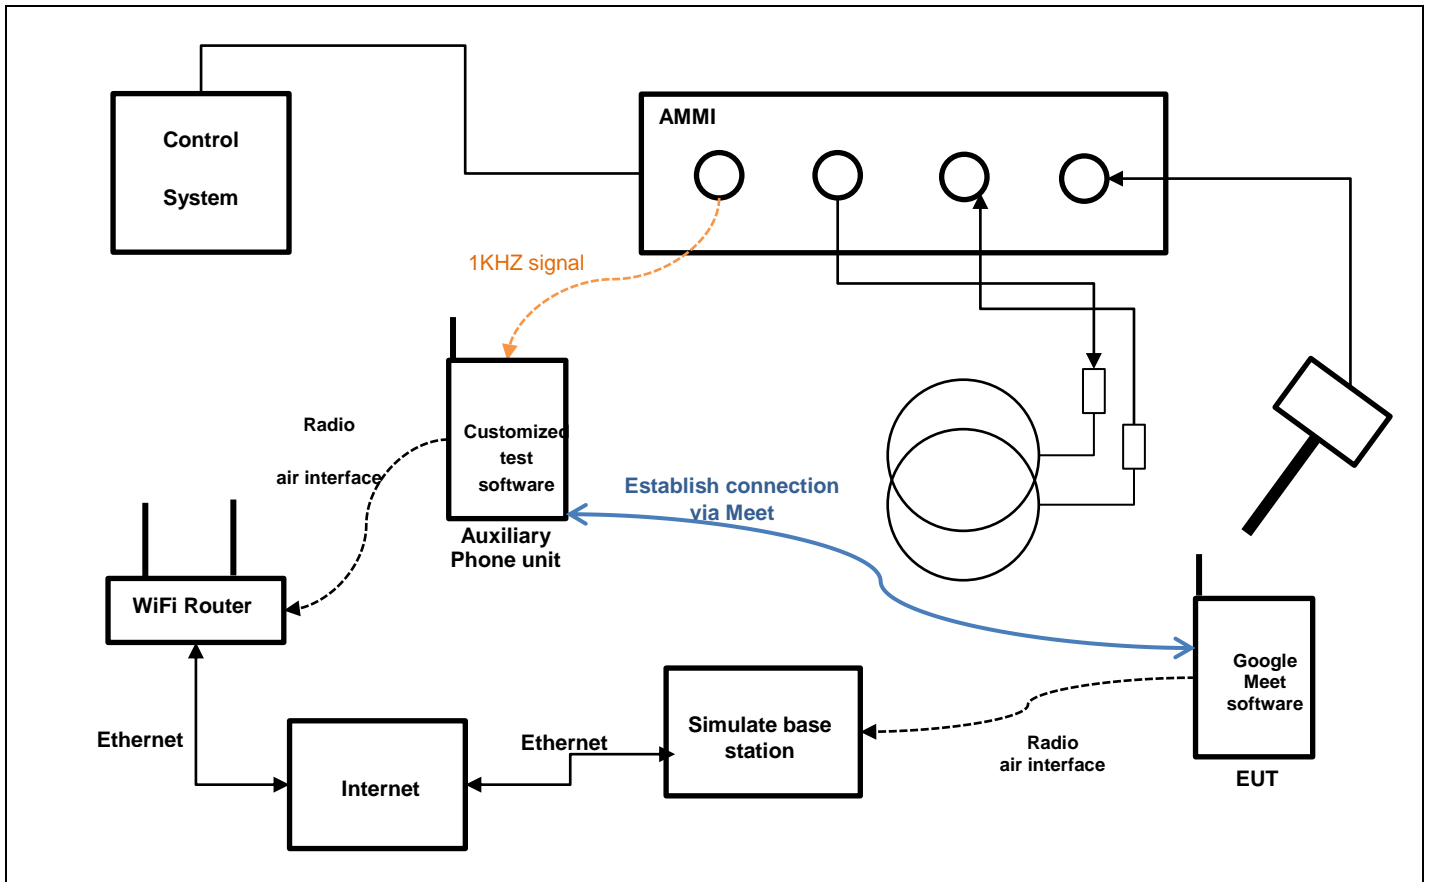 Control
System
AMMI
1KHZ signal
Customized
test
software
Auxiliary
Phone unit
Radio
air interface
Establish connection
via Meet
WiFi Router
Google
Meet
software
EUT
Simulate base
station
Radio
air interface
Ethernet
Ethernet
Internet